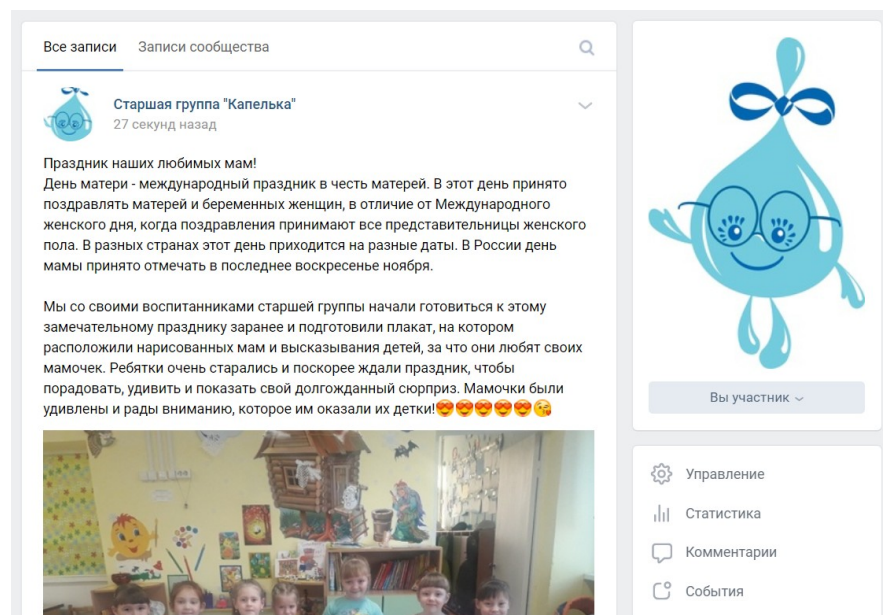 Все записи Записи сообщества
Старшая группа "Капелька"
27 секунд назад
Праздник наших любимых мам!
День матери - международный праздник в честь матерей. В этот день принято
поздравлять матерей и беременных женщин, в отличие от Международного
женского дня, когда поздравления принимают все представительницы женского
пола. В разных странах этот день приходится на разные даты. В России день
мамы принято отмечать в последнее воскресенье ноября.
Мы со своими воспитанниками старшей группы начали готовиться к этому
замечательному празднику заранее и подготовили плакат, на котором
расположили нарисованных мам и высказывания детей, за что они любят своих
мамочек. Ребятки очень старались и поскорее ждали праздник, чтобы
порадовать, удивить и показать свой долгожданный сюрприз. Мамочки были
удивлены и рады вниманию, которое им оказали их детки!😍😍😍😍😍😘
Вы участник
Управление
Статистика
Комментарии
События